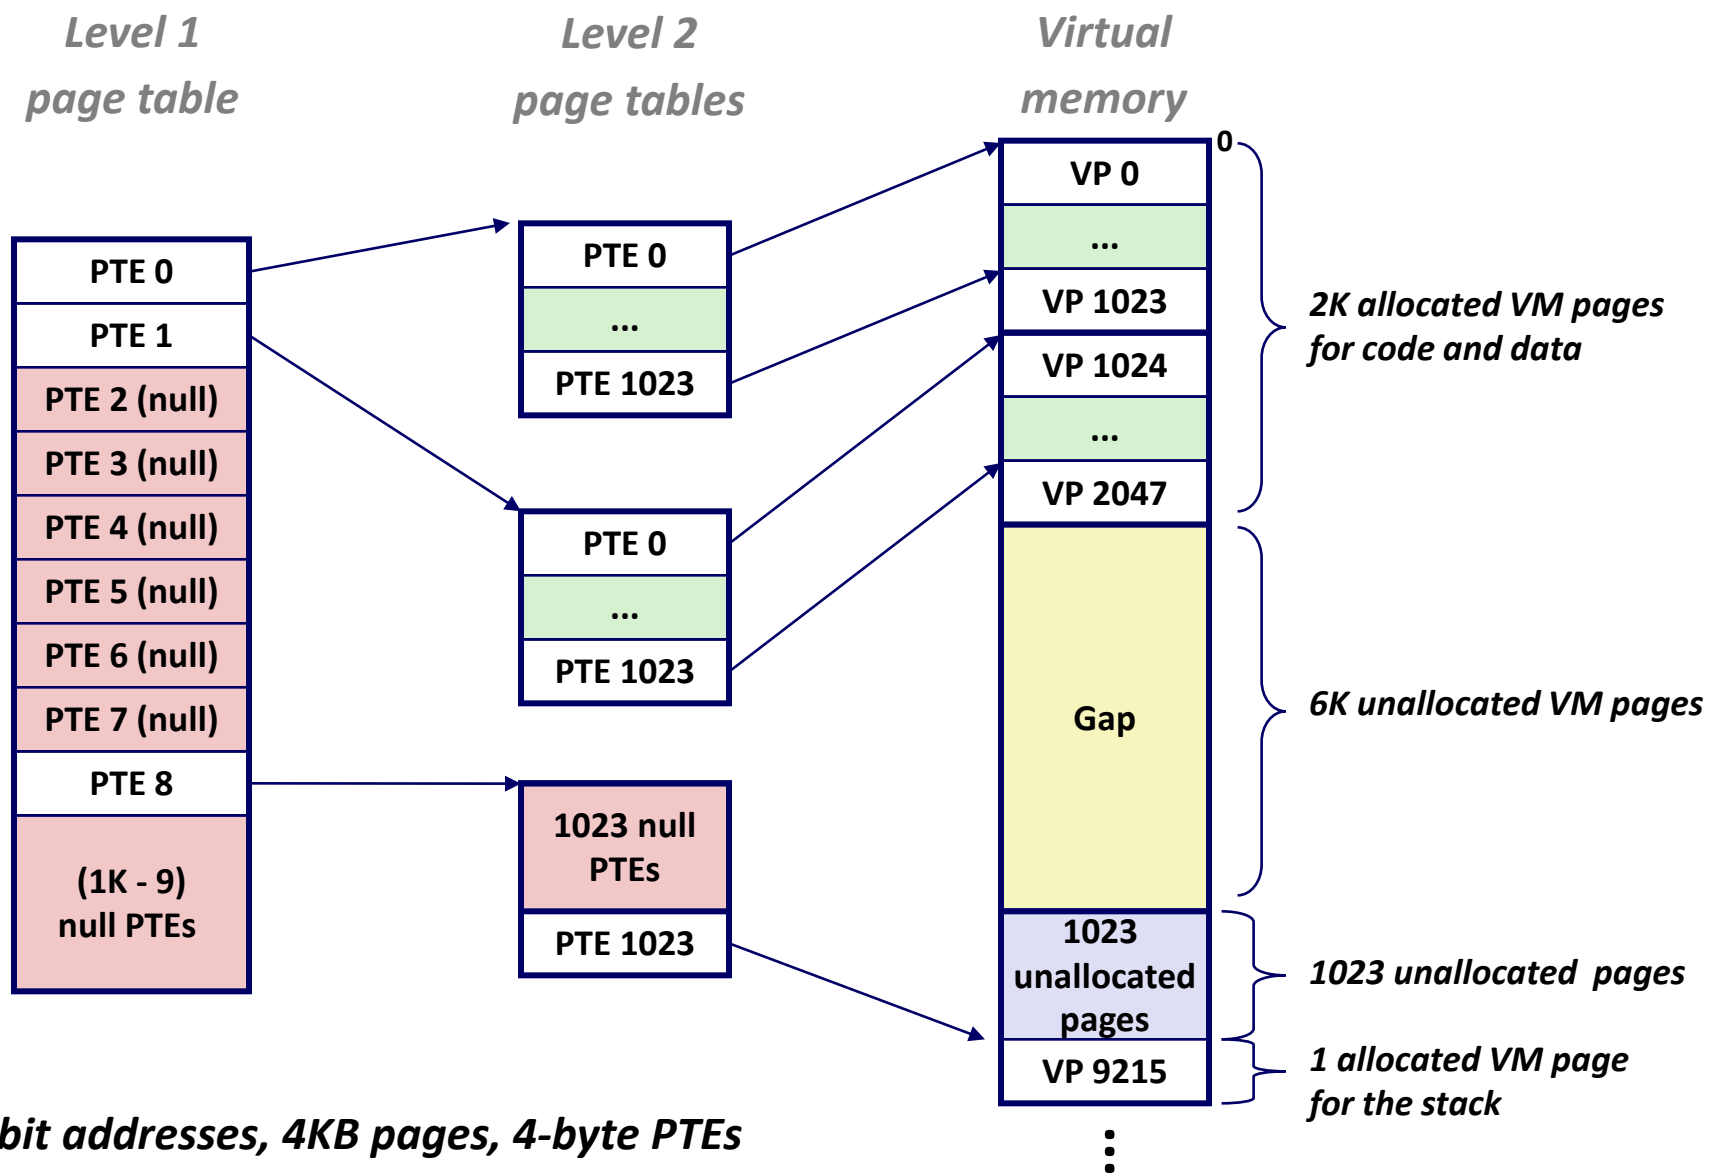 Level 1
page table
Level 2
page tables
Virtual
memory
PTE 0
PTE 1
PTE 2 (null)
PTE 3 (null)
PTE 4 (null)
PTE 5 (null)
PTE 6 (null)
PTE 7 (null)
PTE 8
(1K - 9)
null PTEs
PTE 0
...
PTE 1023
PTE 0
...
PTE 1023
1023 null
PTEs
PTE 1023
0
VP 0
...
VP 1023
VP 1024
...
VP 2047
Gap
1023
unallocated
pages
VP 9215
2K allocated VM pages
for code and data
6K unallocated VM pages
1023 unallocated pages
1 allocated VM page
for the stack
bit addresses, 4KB pages, 4-byte PTEs